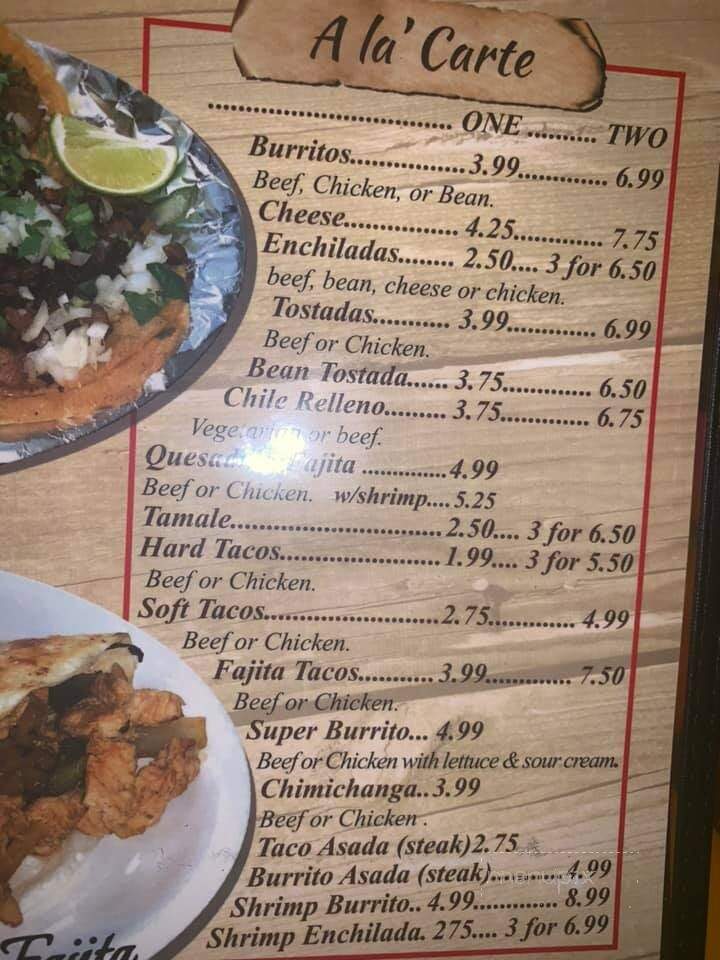 A la' Carte
........................... ONE .......... TWO
Burritos................ 3.99............. 6.99
Beef, Chicken, or Bean.
Cheese................ 4.25............. 7.75
Enchiladas........ 2.50.... 3 for 6.50
beef, bean, cheese or chicken.
Tostadas........... 3.99............. 6.99
Beef or Chicken.
Bean Tostada...... 3.75............. 6.50
Chile Relleno......... 3.75............. 6.75
or beef.
Fajita ............4.99
Beef or Chicken. w/shrimp.... 5.25
Tamale.............................. 2.50.... 3 for 6.50
Hard Tacos....................... 1.99.... 3 for 5.50
Beef or Chicken.
Soft Tacos.........................2.75............ 4.99
Beef or Chicken.
Fajita Tacos........... 3.99............. 7.50
Beef or Chicken.
Super Burrito... 4.99
Beef or Chicken with lettuce & sour cream.
Chimichanga..3.99
Beef or Chicken .
Taco Asada (steak)2.75
Burrito Asada (steak)........... 4.99
Shrimp Burrito.. 4.99............. 8.99
Shrimp Enchilada. 275.... 3 for 6.99
Fajita